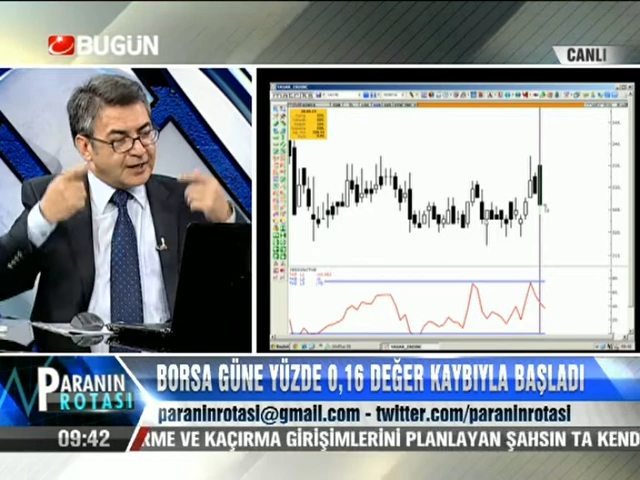 BUGÜN
CANLI
BORSA GÜNE YÜZDE 0,16 DEĞER KAYBIYLA BAŞLADI
PARANIN ROTASI
paraninrotasi@gmail.com - twitter.com/paraninrotasi
09:42
RME VE KAÇIRMA GİRİŞİMLERİNİ PLANLAYAN ŞAHSIN TA KEND